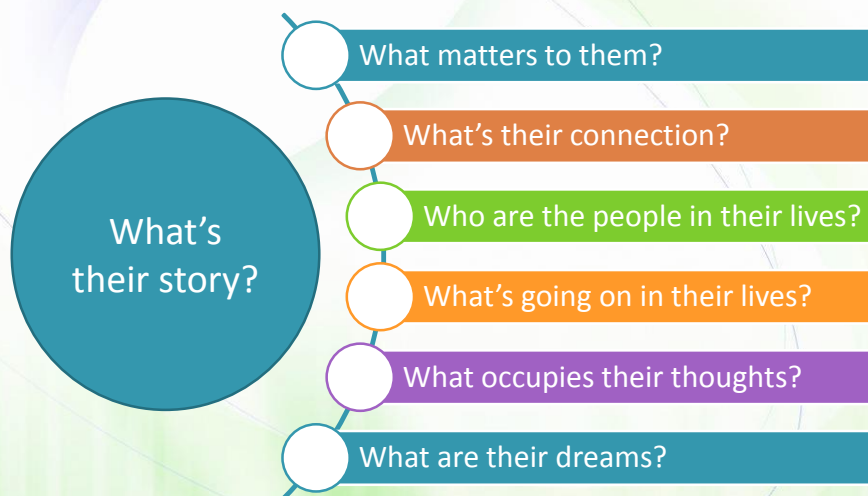 What's
their story?
What matters to them?
What's their connection?
Who are the people in their lives?
What's going on in their lives?
What occupies their thoughts?
What are their dreams?